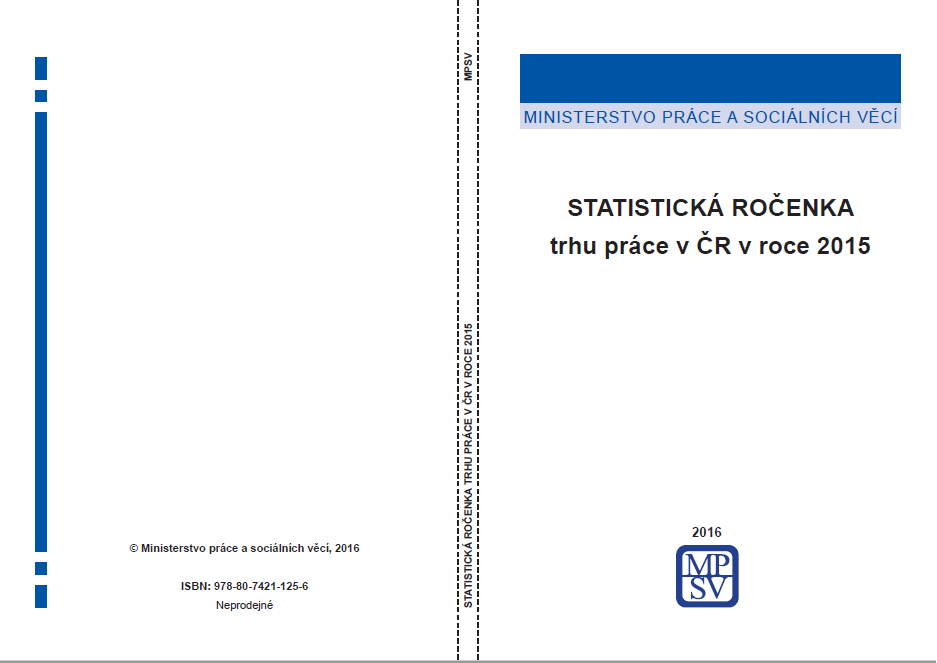 © Ministerstvo práce a sociálních věcí, 2016
ISBN: 978-80-7421-125-6
Neprodejné
MPSV
STATISTICKÁ ROČENKA TRHU PRÁCE V ČR V ROCE 2015
MINISTERSTVO PRÁCE A SOCIÁLNÍCH VĚCÍ
STATISTICKÁ ROČENKA
trhu práce v ČR v roce 2015
2016
MP
SV